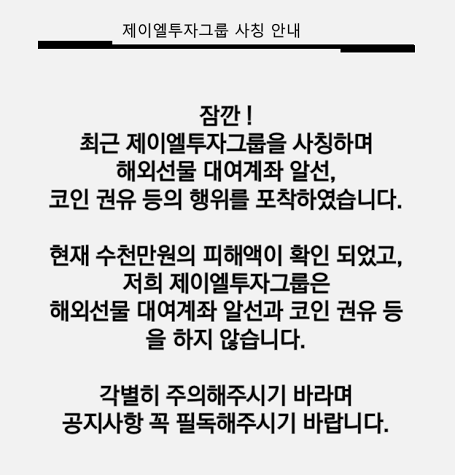 제이엘투자그룹 사칭 안내
잠깐 !
최근 제이엘투자그룹을 사칭하며
해외선물 대여계좌 알선,
코인 권유 등의 행위를 포착하였습니다.
현재 수천만원의 피해액이 확인 되었고,
저희 제이엘투자그룹은
해외선물 대여계좌 알선과 코인 권유 등
을 하지 않습니다.
각별히 주의해주시기 바라며
공지사항 꼭 필독해주시기 바랍니다.